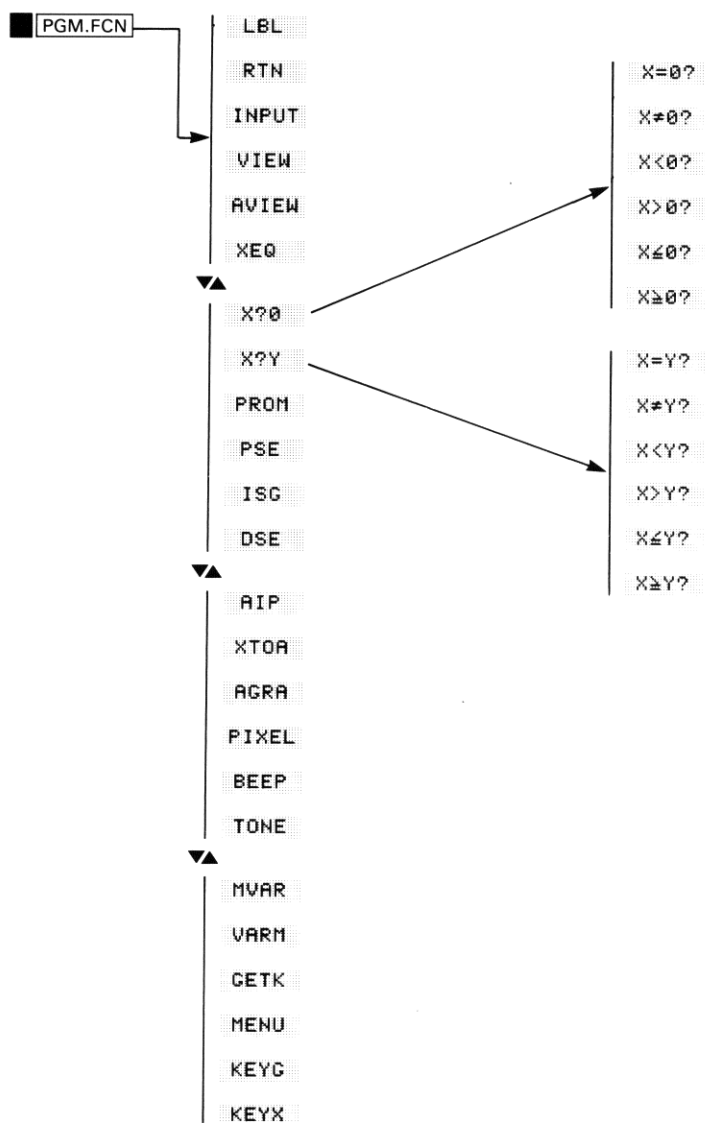 PGM.FCN
LBL
RTN
INPUT
VIEW
AVIEW
XEQ
▼▲
X?0
X?Y
PROM
PSE
ISG
DSE
▼▲
AIP
XTOA
AGRA
PIXEL
BEEP
TONE
▼▲
MVAR
VARM
GETK
MENU
KEYG
KEYX
X=0?
X≠0?
X<0?
X>0?
X≤0?
X≥0?
X=Y?
X≠Y?
X<Y?
X>Y?
X≤Y?
X≥Y?